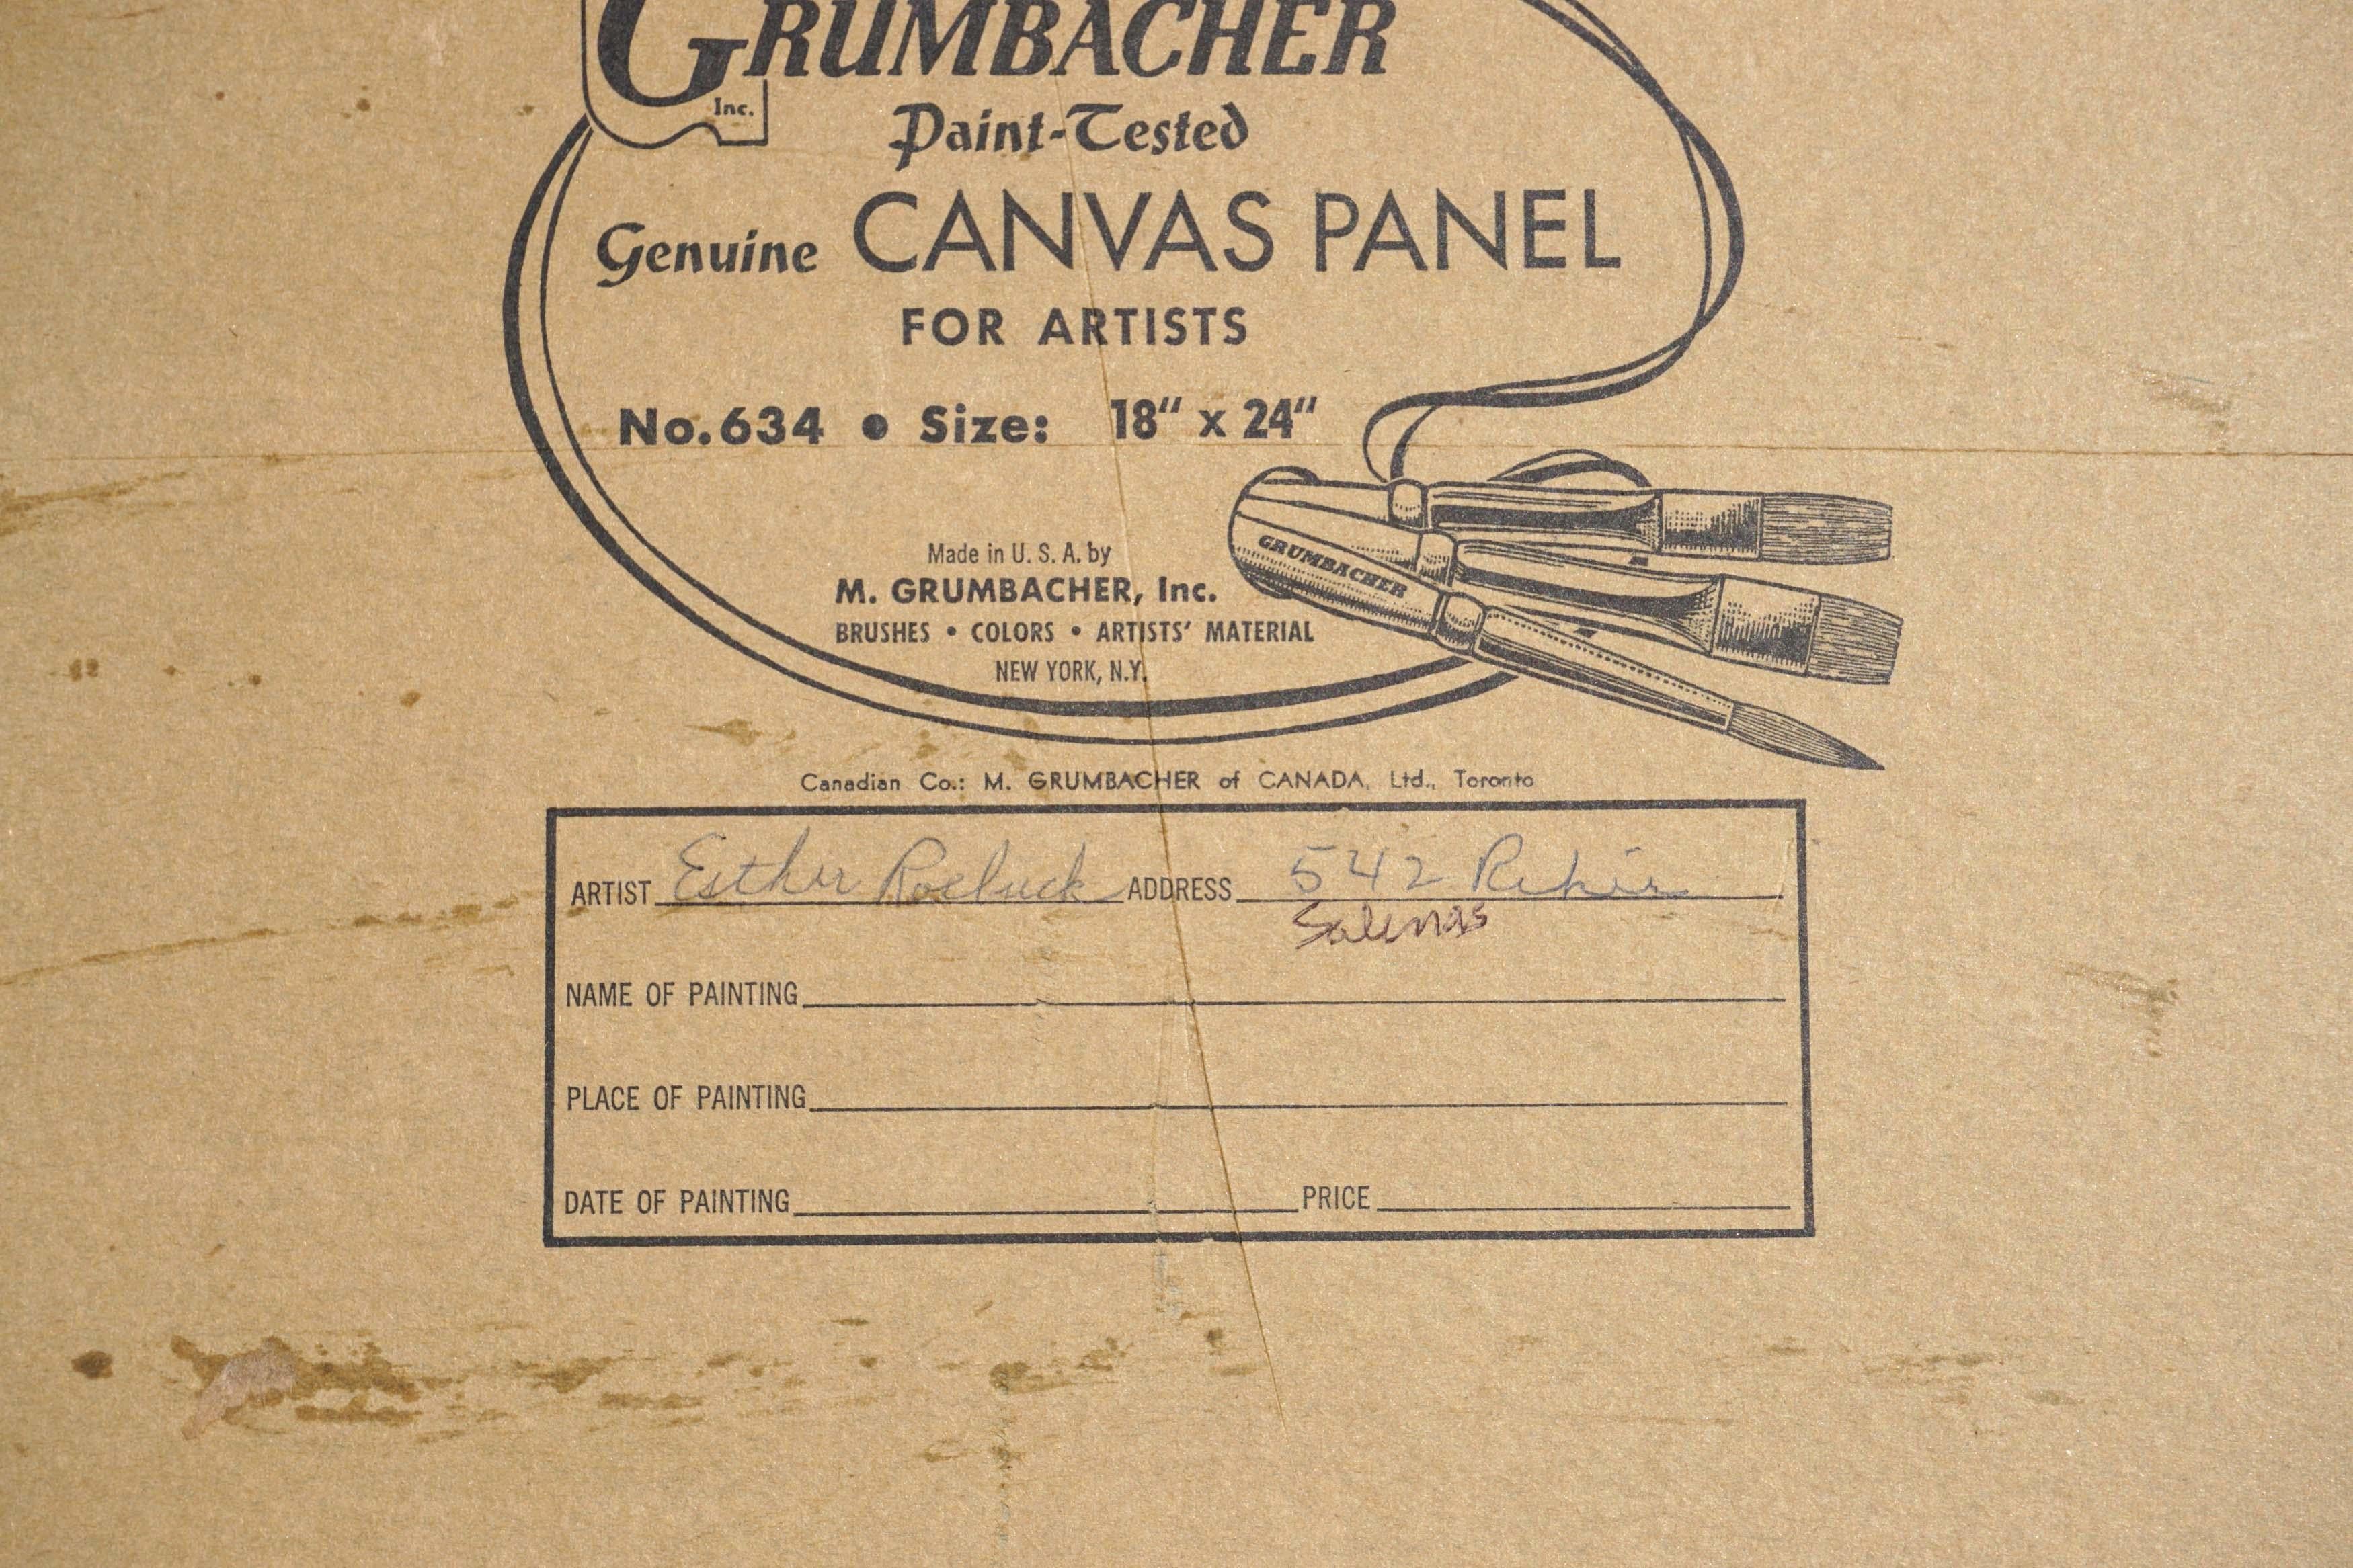 GRUMBACHER
Inc.
Paint-Tested
Genuine CANVAS PANEL
FOR ARTISTS
No. 634 • Size: 18" x 24"
GRUMBACHER
Made in U. S. A. by
M. GRUMBACHER, Inc.
BRUSHES • COLORS • ARTISTS' MATERIAL
NEW YORK, N.Y.
Canadian Co.: M. GRUMBACHER of CANADA, Ltd., Toronto
ARTIST Esther Roebuck ADDRESS 542
Salinas
NAME OF PAINTING
PLACE OF PAINTING
DATE OF PAINTING PRICE